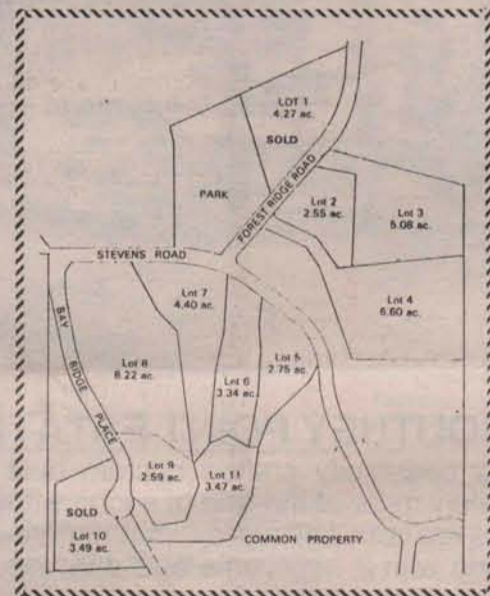 LOT 1
4.27 ac.
SOLD
PARK
FOREST RIDGE ROAD
Lot 2
2.55 ac.
Lot 3
5.08 ac.
STEVENS ROAD
Lot 4
6.60 ac.
Lot 7
4.40 ac.
BAY RIDGE PLACE
Lot 8
8.22 ac.
Lot 6
3.34 ac.
Lot 5
2.75 ac.
Lot 9
2.59 ac.
Lot 11
3.47 ac.
SOLD
Lot 10
3.49 ac.
COMMON PROPERTY